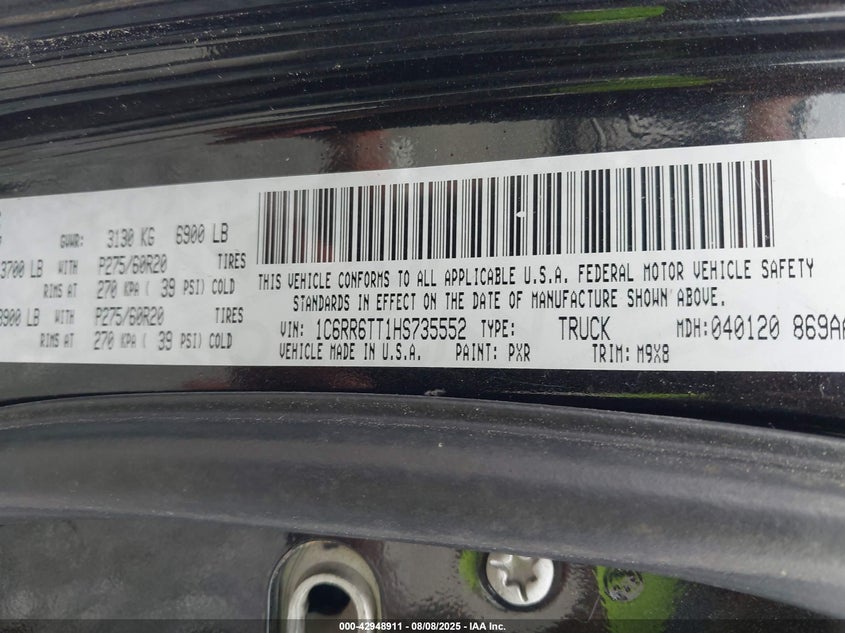 GVWR: 3130 KG 6900 LB
3700 LB WITH P275/60R20 TIRES
RIMS AT 270 KPA ( 39 PSI) COLD
3900 LB WITH P275/60R20 TIRES
RIMS AT 270 KPA ( 39 PSI) COLD
THIS VEHICLE CONFORMS TO ALL APPLICABLE U.S.A. FEDERAL MOTOR VEHICLE SAFETY
STANDARDS IN EFFECT ON THE DATE OF MANUFACTURE SHOWN ABOVE.
VIN: 1C6RR6TT1HS735552 TYPE: TRUCK MDH:040120 869AA
VEHICLE MADE IN U.S.A. PAINT: PXR TRIM: M9X8
000-42948911 - 08/08/2025 - IAA Inc.